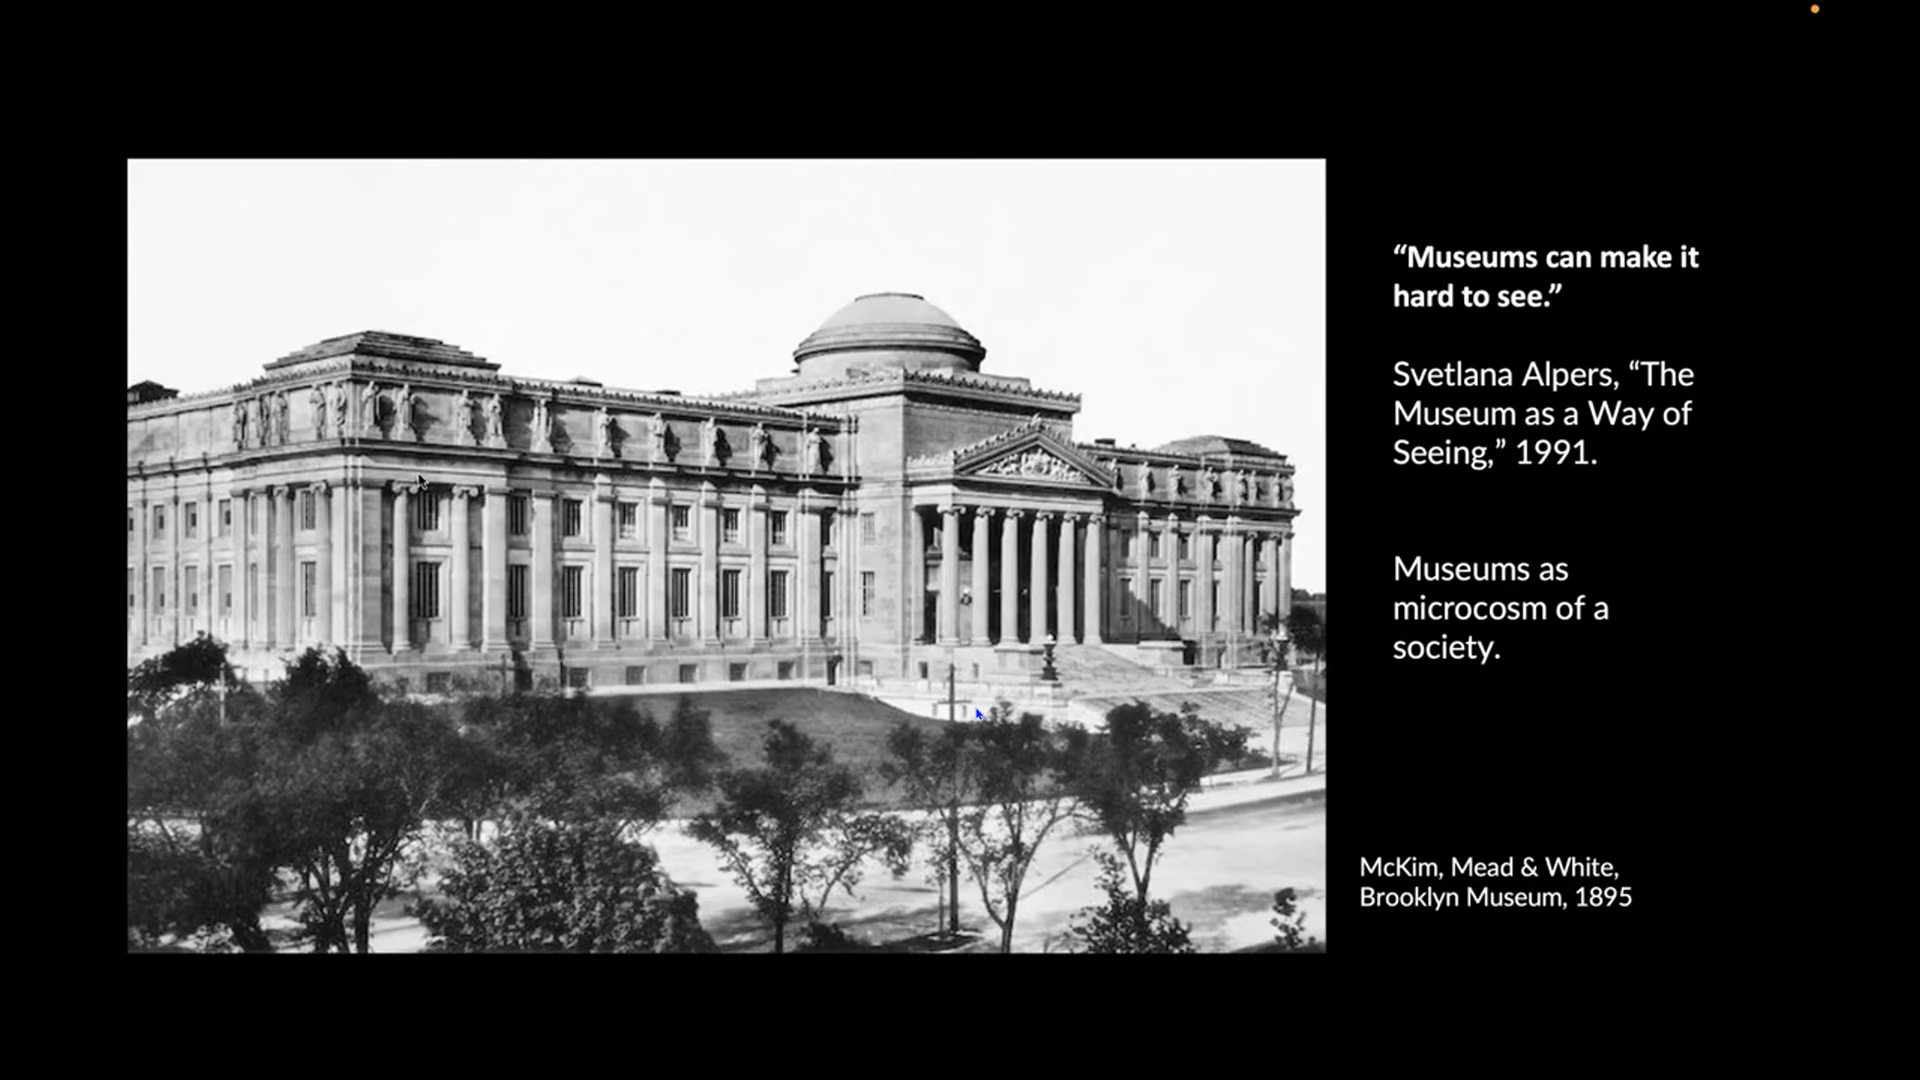 “Museums can make it
hard to see.”
Svetlana Alpers, “The
Museum as a Way of
Seeing,” 1991.
Museums as
microcosm of a
society.
McKim, Mead & White,
Brooklyn Museum, 1895